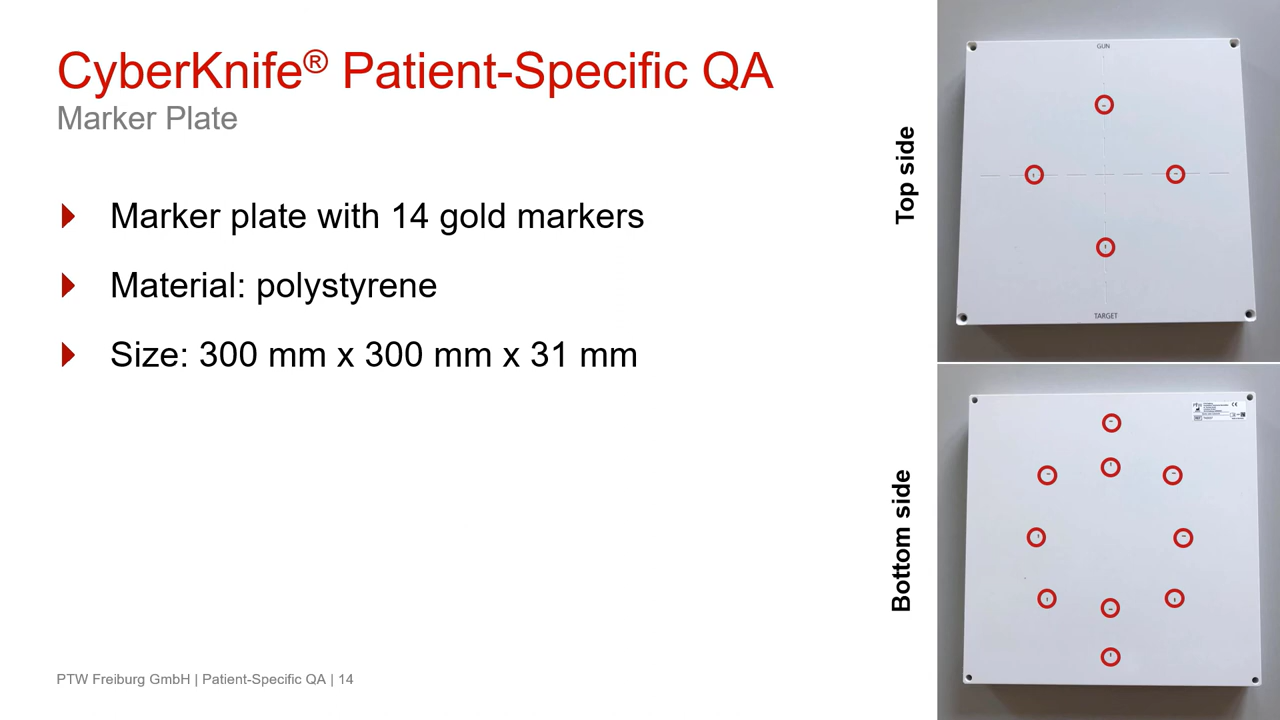 CyberKnife® Patient-Specific QA
Marker Plate
Marker plate with 14 gold markers
Material: polystyrene
Size: 300 mm x 300 mm x 31 mm
Top side
GUN
TARGET
Bottom side
PTW Freiburg GmbH | Patient-Specific QA | 14